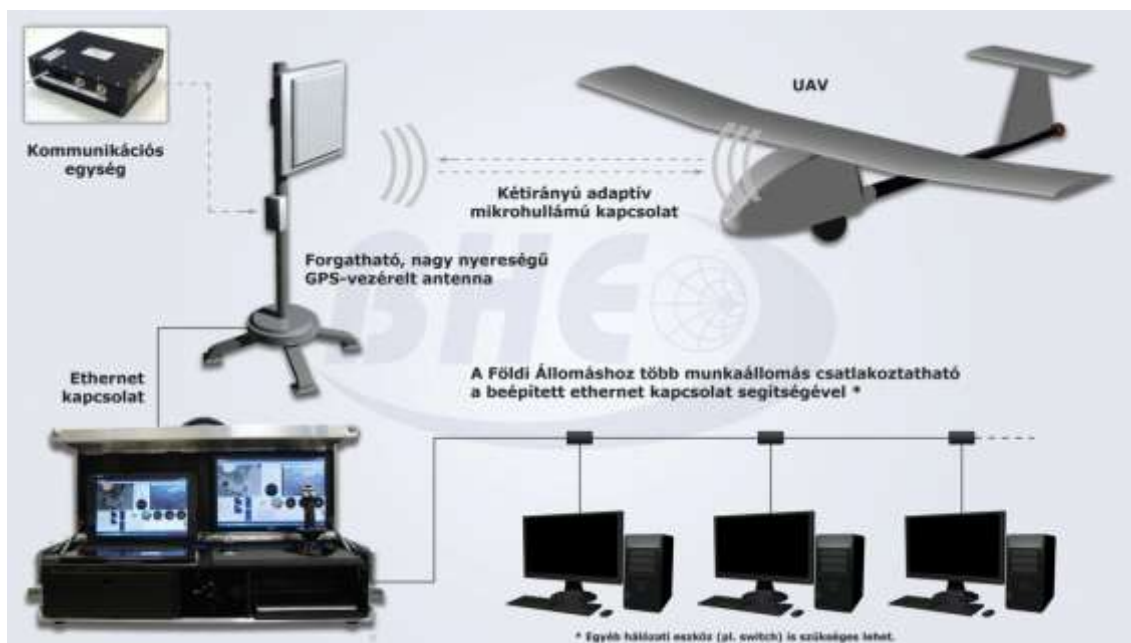 UAV
Kommunikációs
egység
Kétirányú adaptív
mikrohullámú kapcsolat
Forgatható, nagy nyereségű
GPS-vezérelt antenna
BHE
Ethernet
kapcsolat
A Földi Állomáshoz több munkaállomás csatlakoztatható
a beépített ethernet kapcsolat segítségével *
* Egyéb hálózati eszköz (pl. switch) is szükséges lehet.